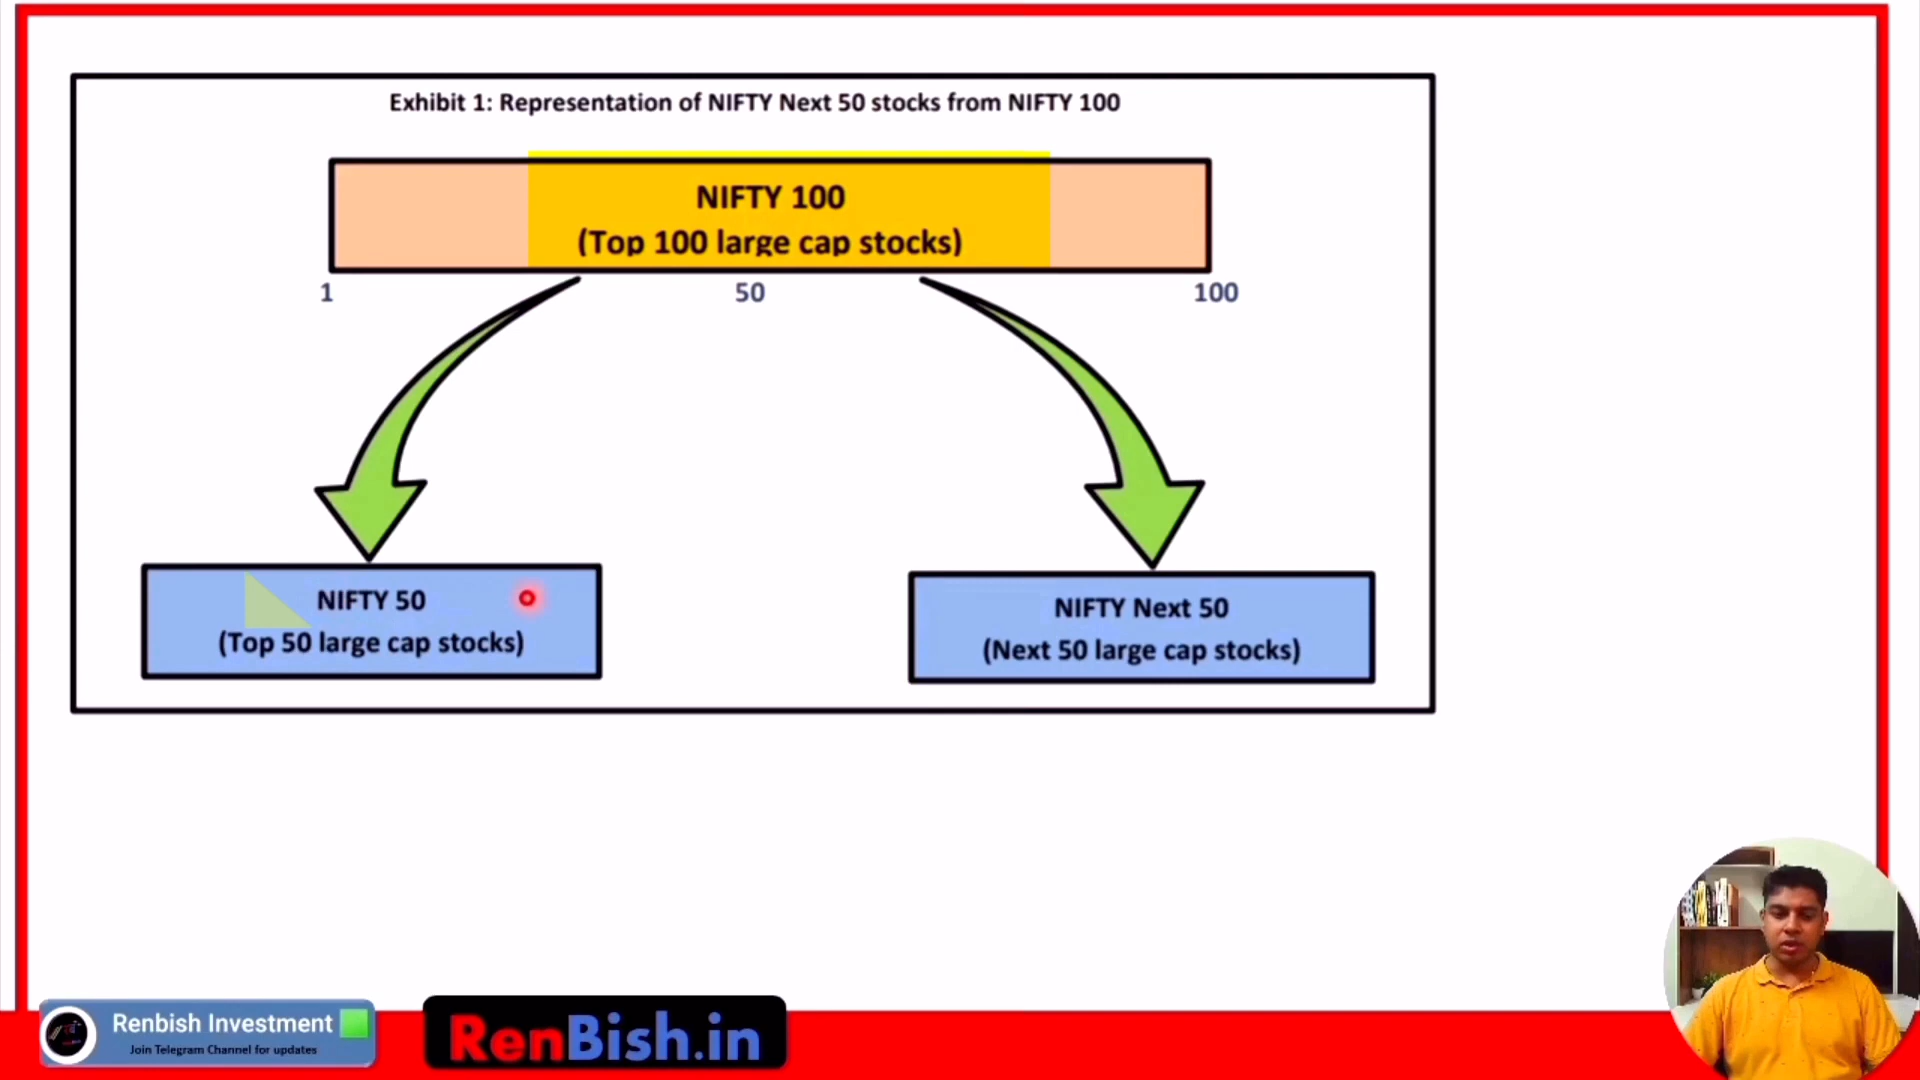 Exhibit 1: Representation of NIFTY Next 50 stocks from NIFTY 100
NIFTY 100
(Top 100 large cap stocks)
1
50
100
NIFTY 50
(Top 50 large cap stocks)
NIFTY Next 50
(Next 50 large cap stocks)
Renbish Investment
Join Telegram Channel for updates
RenBish.in